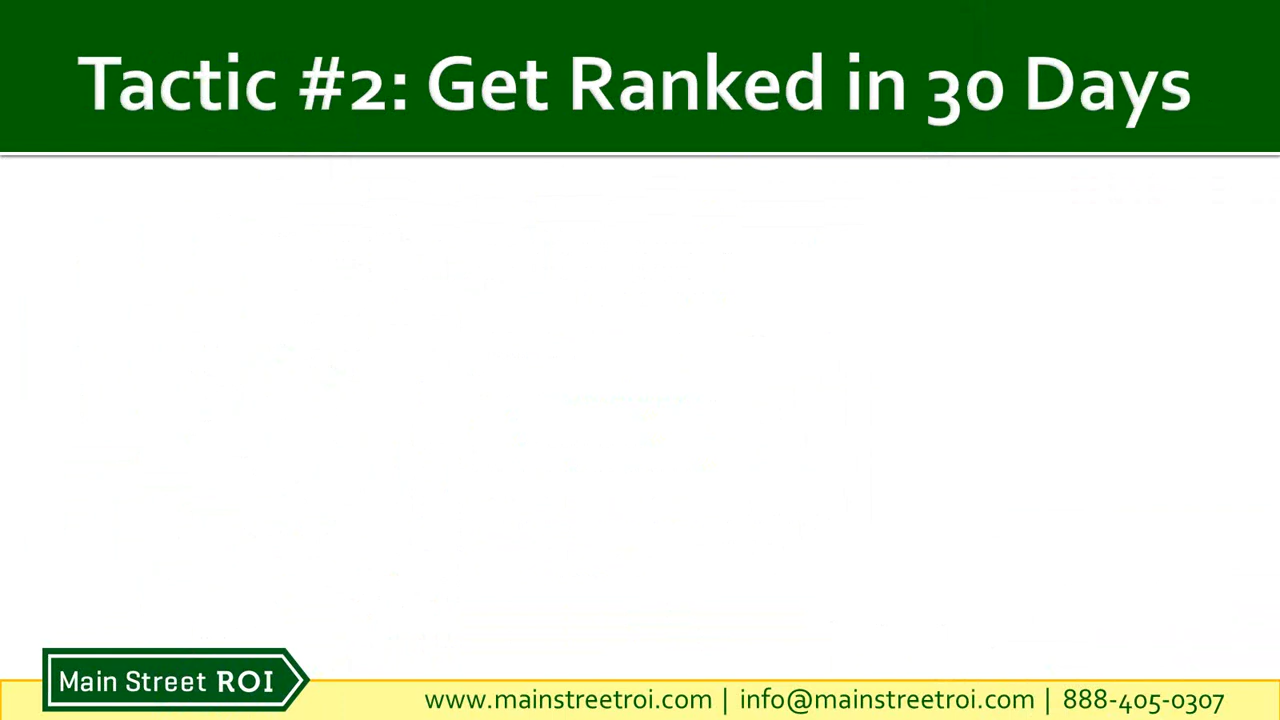 Tactic #2: Get Ranked in 30 Days
Main Street ROI
www.mainstreetroi.com | info@mainstreetroi.com | 888-405-0307